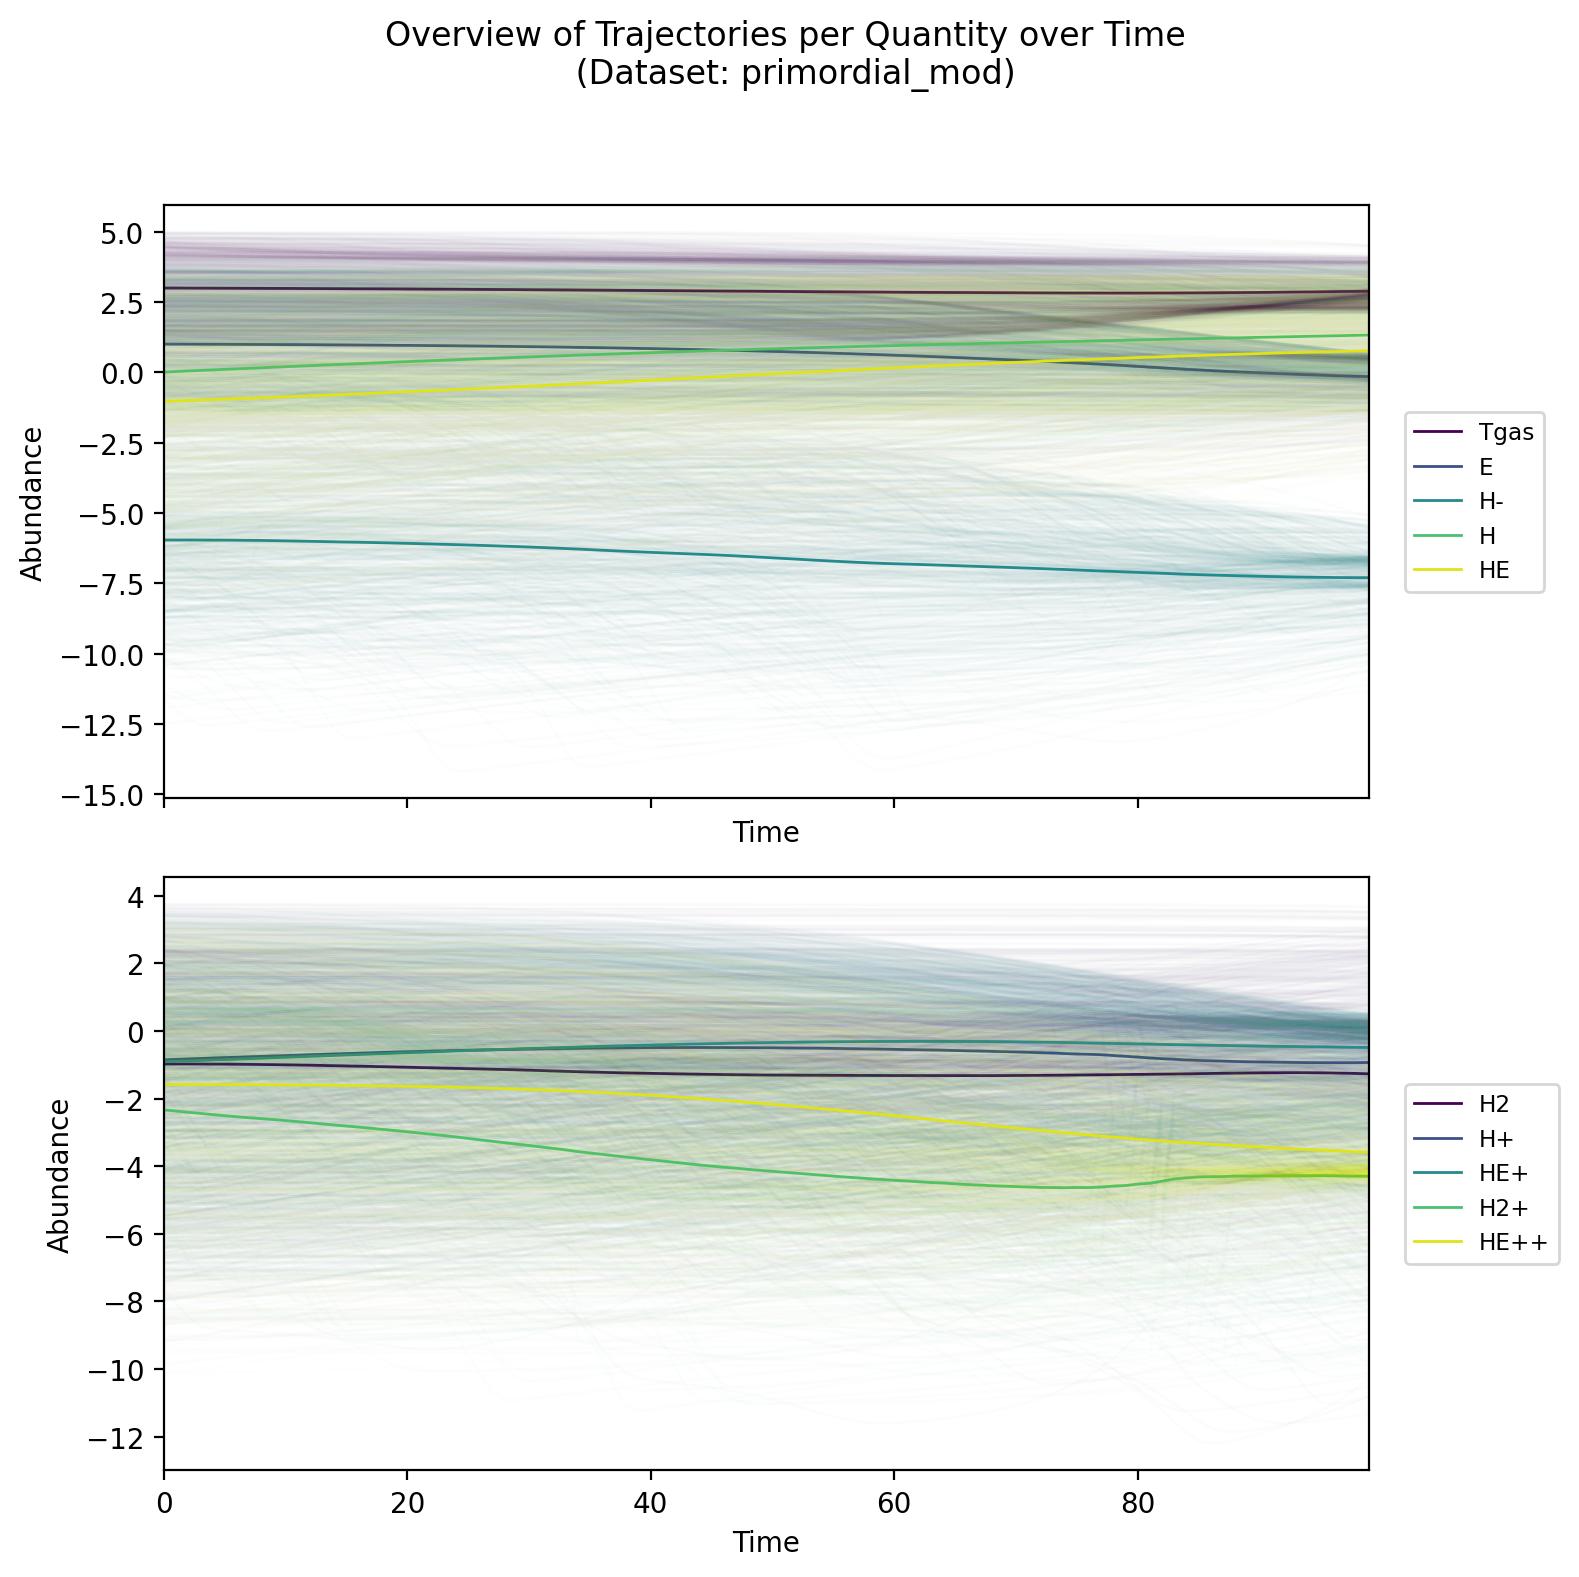 Overview of Trajectories per Quantity over Time
(Dataset: primordial_mod)
5.0
2.5
0.0
−2.5
−5.0
−7.5
−10.0
−12.5
−15.0
Abundance
Time
Tgas
E
H-
H
HE
4
2
0
−2
−4
−6
−8
−10
−12
Abundance
0
20
40
60
80
Time
H2
H+
HE+
H2+
HE++